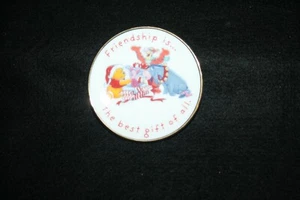 Friendship is...
The best gift of all.